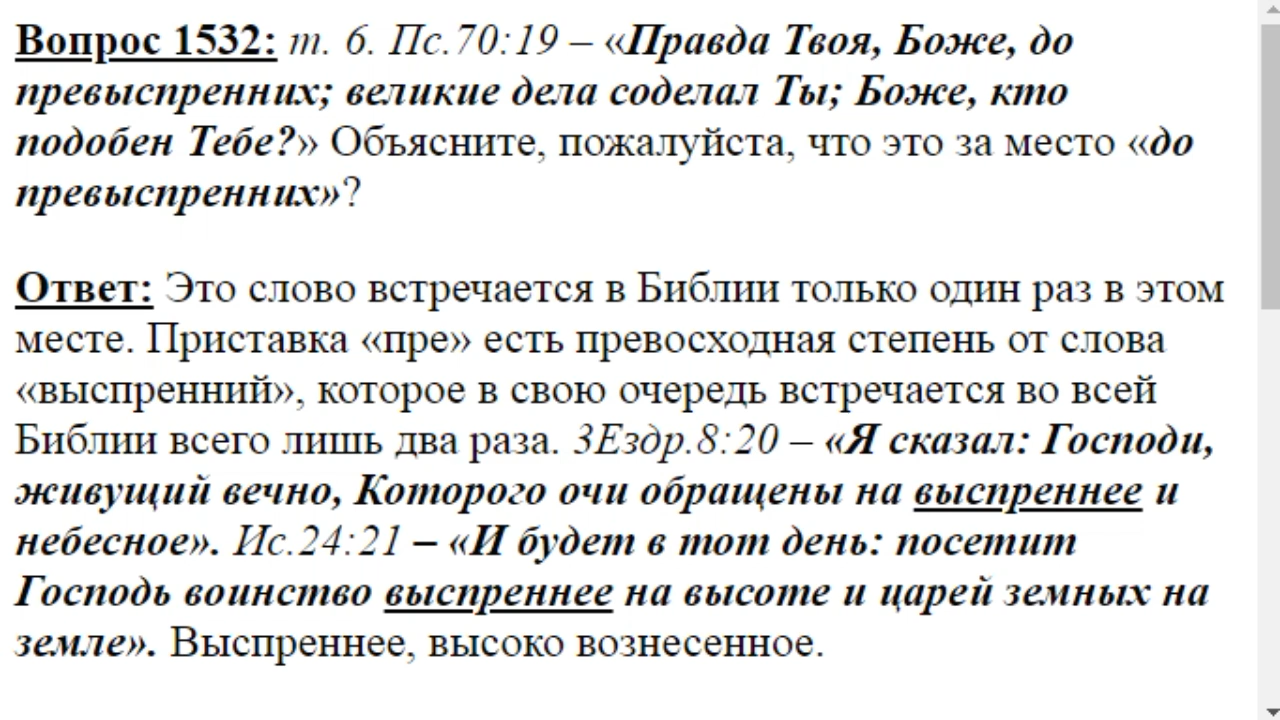 Вопрос 1532: т. 6. Пс.70:19 – «Правда Твоя, Боже, до
превыспренних; великие дела соделал Ты; Боже, кто
подобен Тебе?» Объясните, пожалуйста, что это за место «до
превыспренних»?
Ответ: Это слово встречается в Библии только один раз в этом
месте. Приставка «пре» есть превосходная степень от слова
«выспренний», которое в свою очередь встречается во всей
Библии всего лишь два раза. 3Ездр.8:20 – «Я сказал: Господи,
живущий вечно, Которого очи обращены на выспреннее и
небесное». Ис.24:21 – «И будет в тот день: посетит
Господь воинство выспреннее на высоте и царей земных на
земле». Выспреннее, высоко вознесенное.